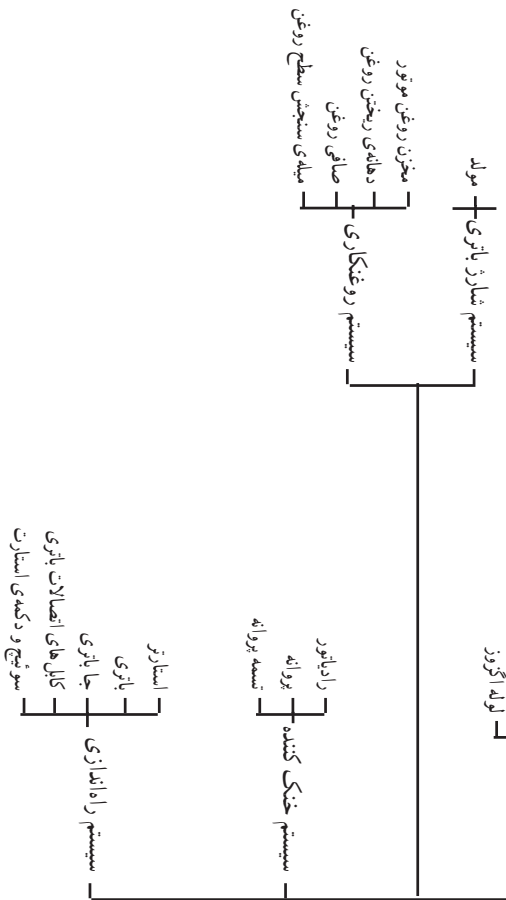 مولد
سیستم شارژ باتری
مخزن روغن موتور
دهانه‌ی ریختن روغن
صافی روغن
میله‌ی سنجش سطح روغن
سیستم روغنکاری
لوله اگزوز
رادیاتور
پروانه
تسمه پروانه
سیستم خنک کننده
استارتر
باتری
جا باتری
کابل های اتصالات باتری
سوئیچ و دکمه‌ی استارت
سیستم راه‌اندازی